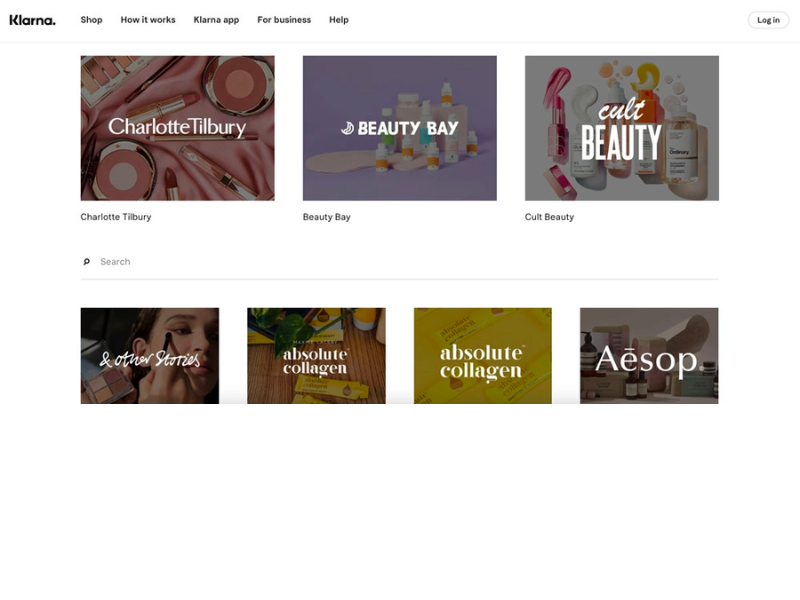 Klarna.
Shop
How it works
Klarna app
For business
Help
Log in
CharlotteTilbury
BEAUTY BAY
cult
BEAUTY
Charlotte Tilbury
Beauty Bay
Cult Beauty
Search
& other Stories
absolute
collagen
absolute
collagen
Aēsop.